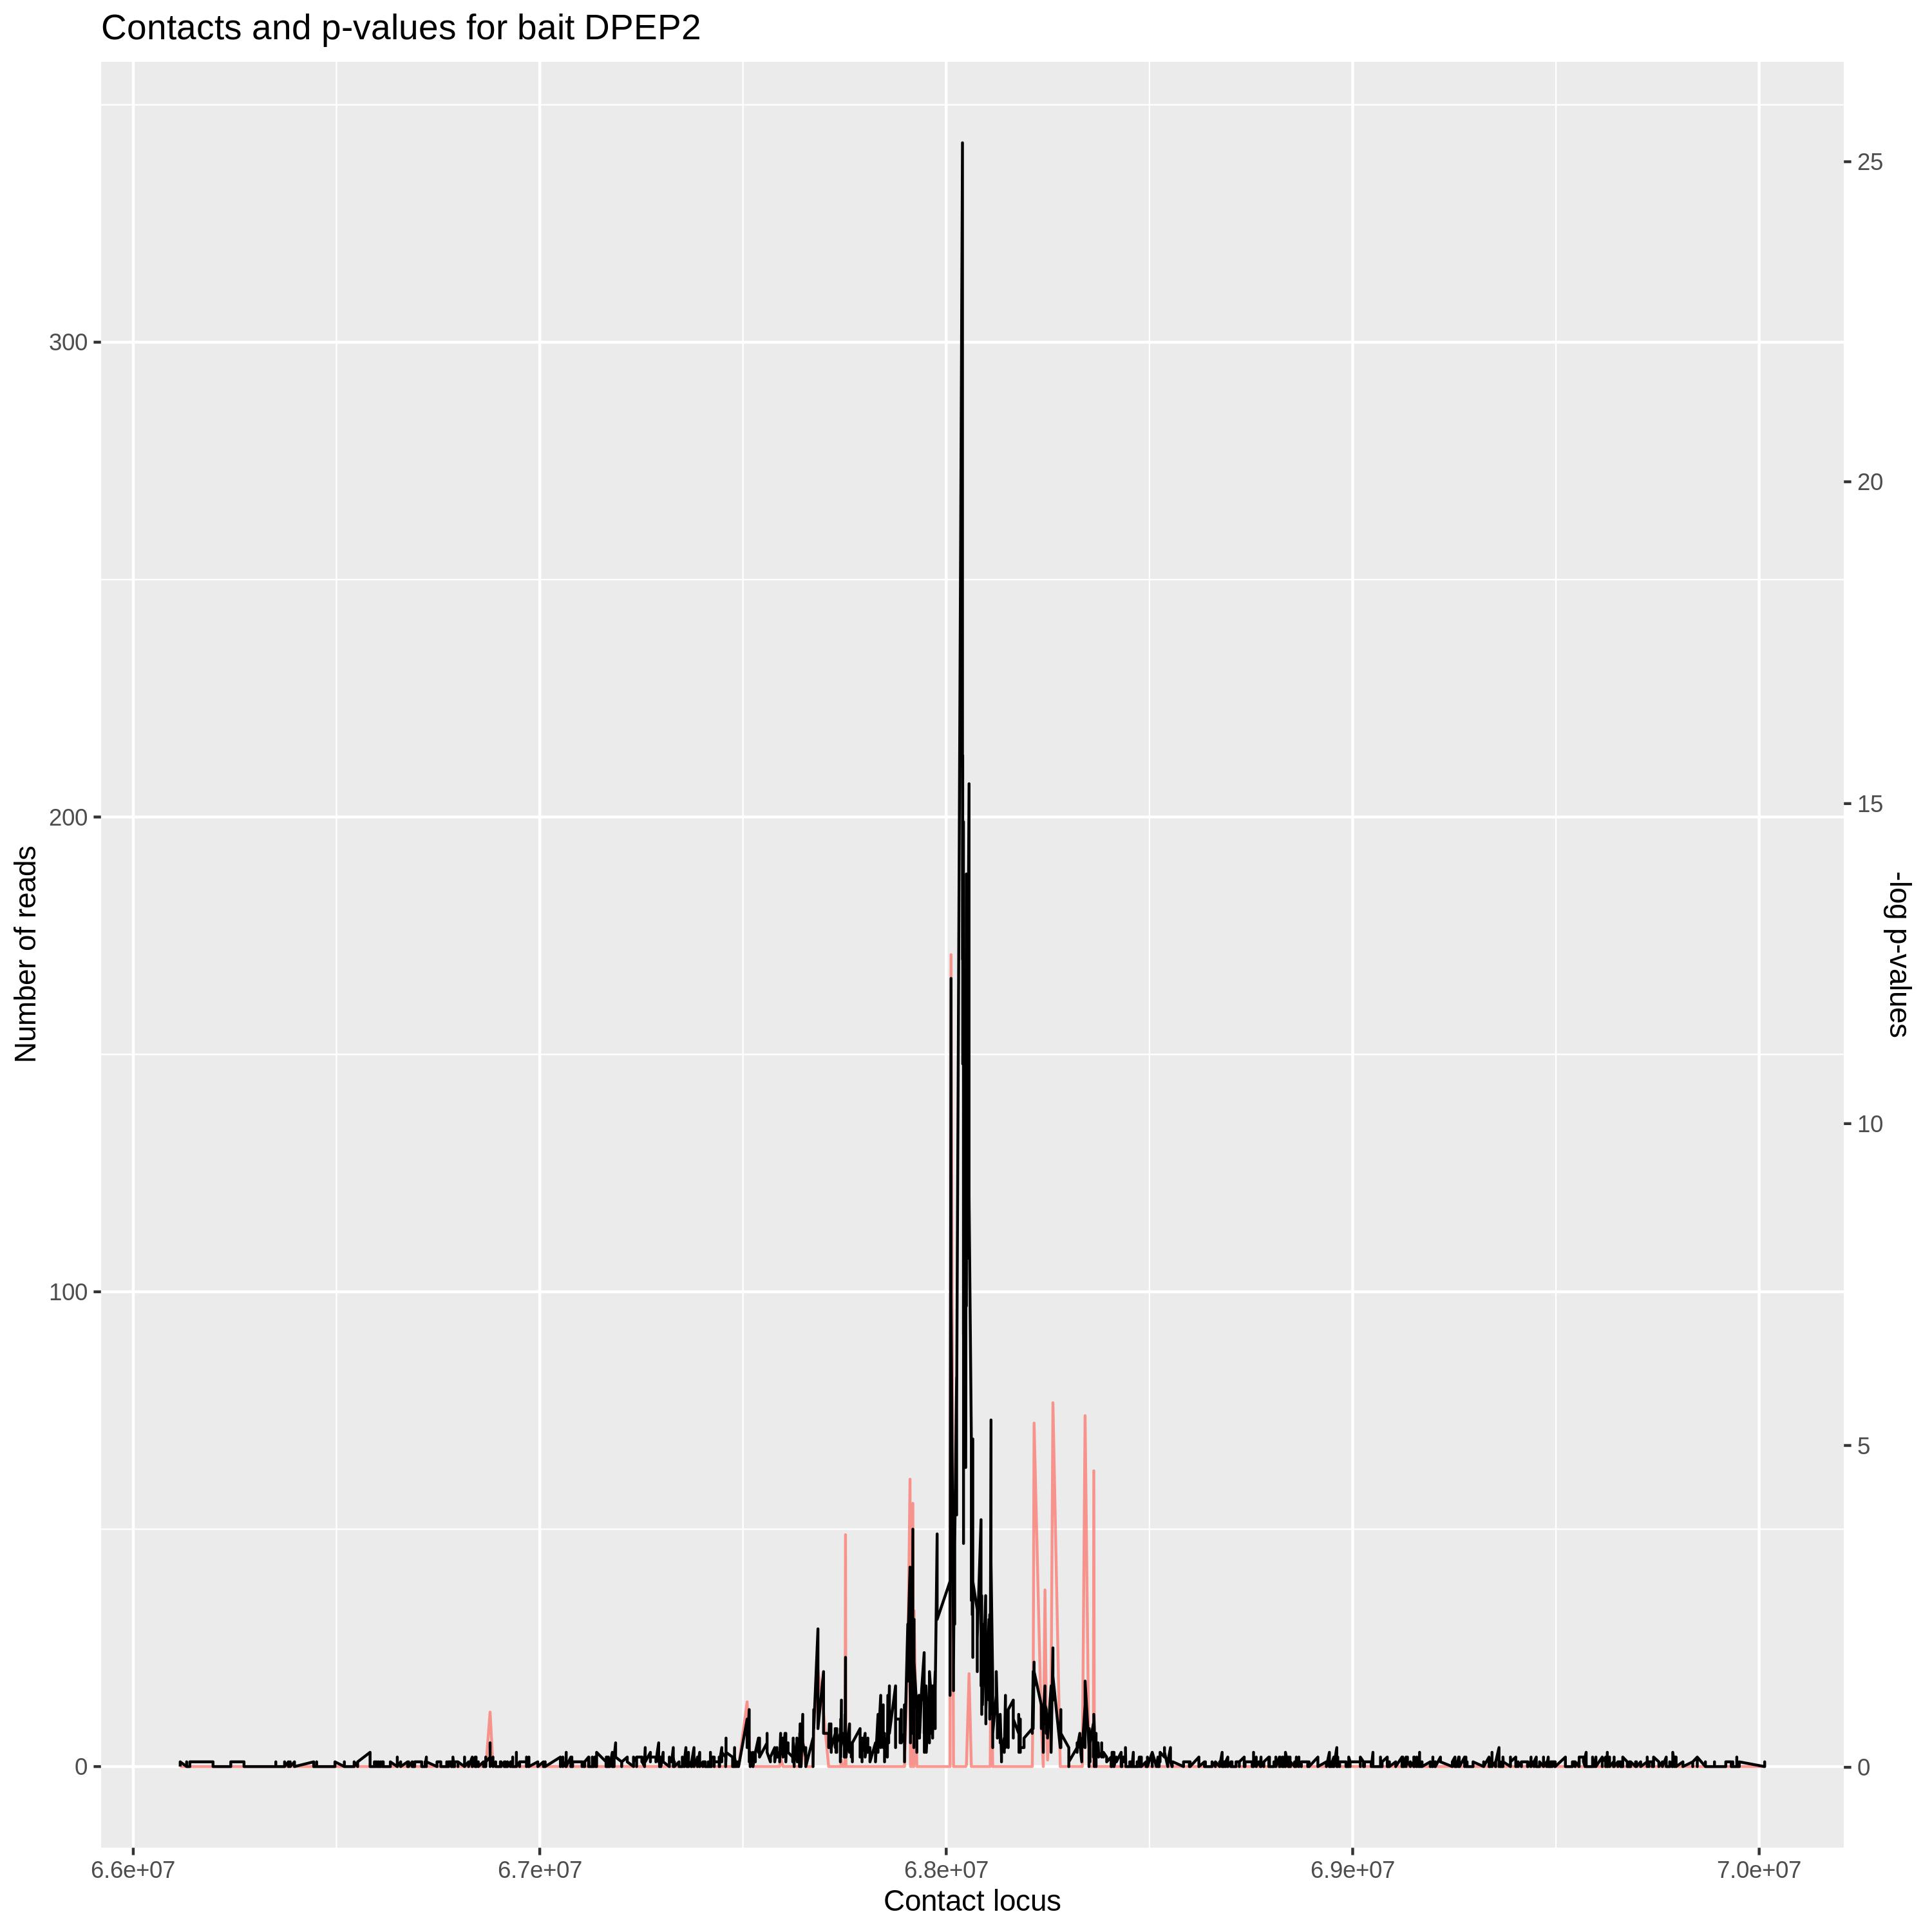 Contacts and p-values for bait DPEP2
Number of reads
300
200
100
0
25
20
15
10
5
0
-log p-values
6.6e+07
6.7e+07
6.8e+07
6.9e+07
7.0e+07
Contact locus